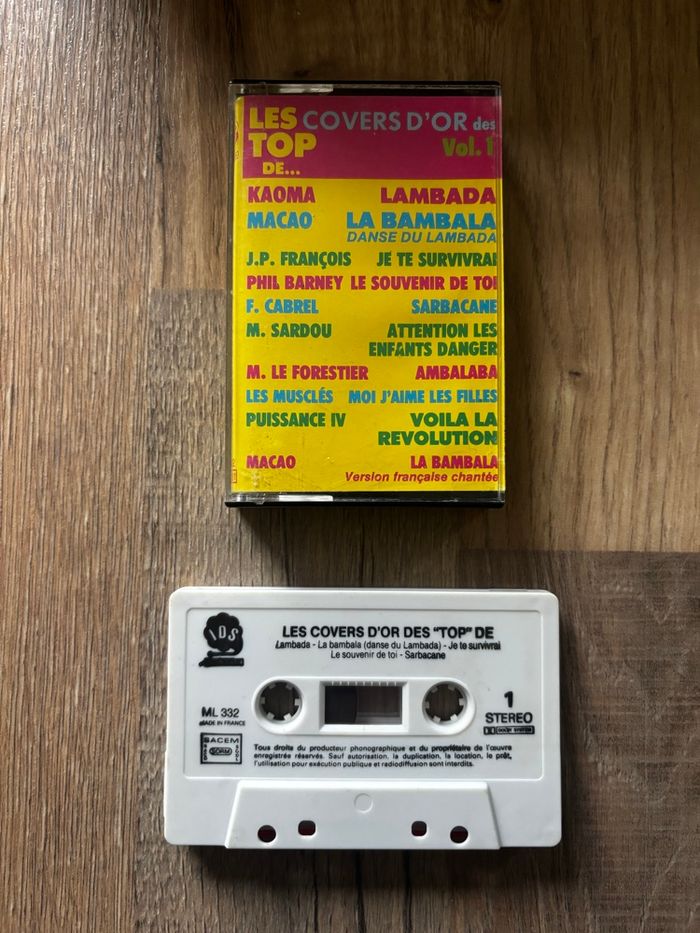 LES COVERS D'OR des
TOP Vol. 1
DE...
KAOMA LAMBADA
MACAO LA BAMBALA
DANSE DU LAMBADA
J.P. FRANÇOIS JE TE SURVIVRAI
PHIL BARNEY LE SOUVENIR DE TOI
F. CABREL SARBACANE
M. SARDOU ATTENTION LES
ENFANTS DANGER
M. LE FORESTIER AMBALABA
LES MUSCLÉS MOI J'AIME LES FILLES
PUISSANCE IV VOILA LA
REVOLUTION
MACAO LA BAMBALA
Version française chantée
IDS
LES COVERS D'OR DES "TOP" DE
Lambada - La bambala (danse du Lambada) - Je te survivrai
Le souvenir de toi - Sarbacane
ML 332
MADE IN FRANCE
1
STEREO
DOLBY SYSTEM
SACEM
SDRM
Tous droits du producteur phonographique et du propriétaire de l'œuvre
enregistrée réservés. Sauf autorisation, la duplication, la location, le prêt,
l'utilisation pour exécution publique et radiodiffusion sont interdits.